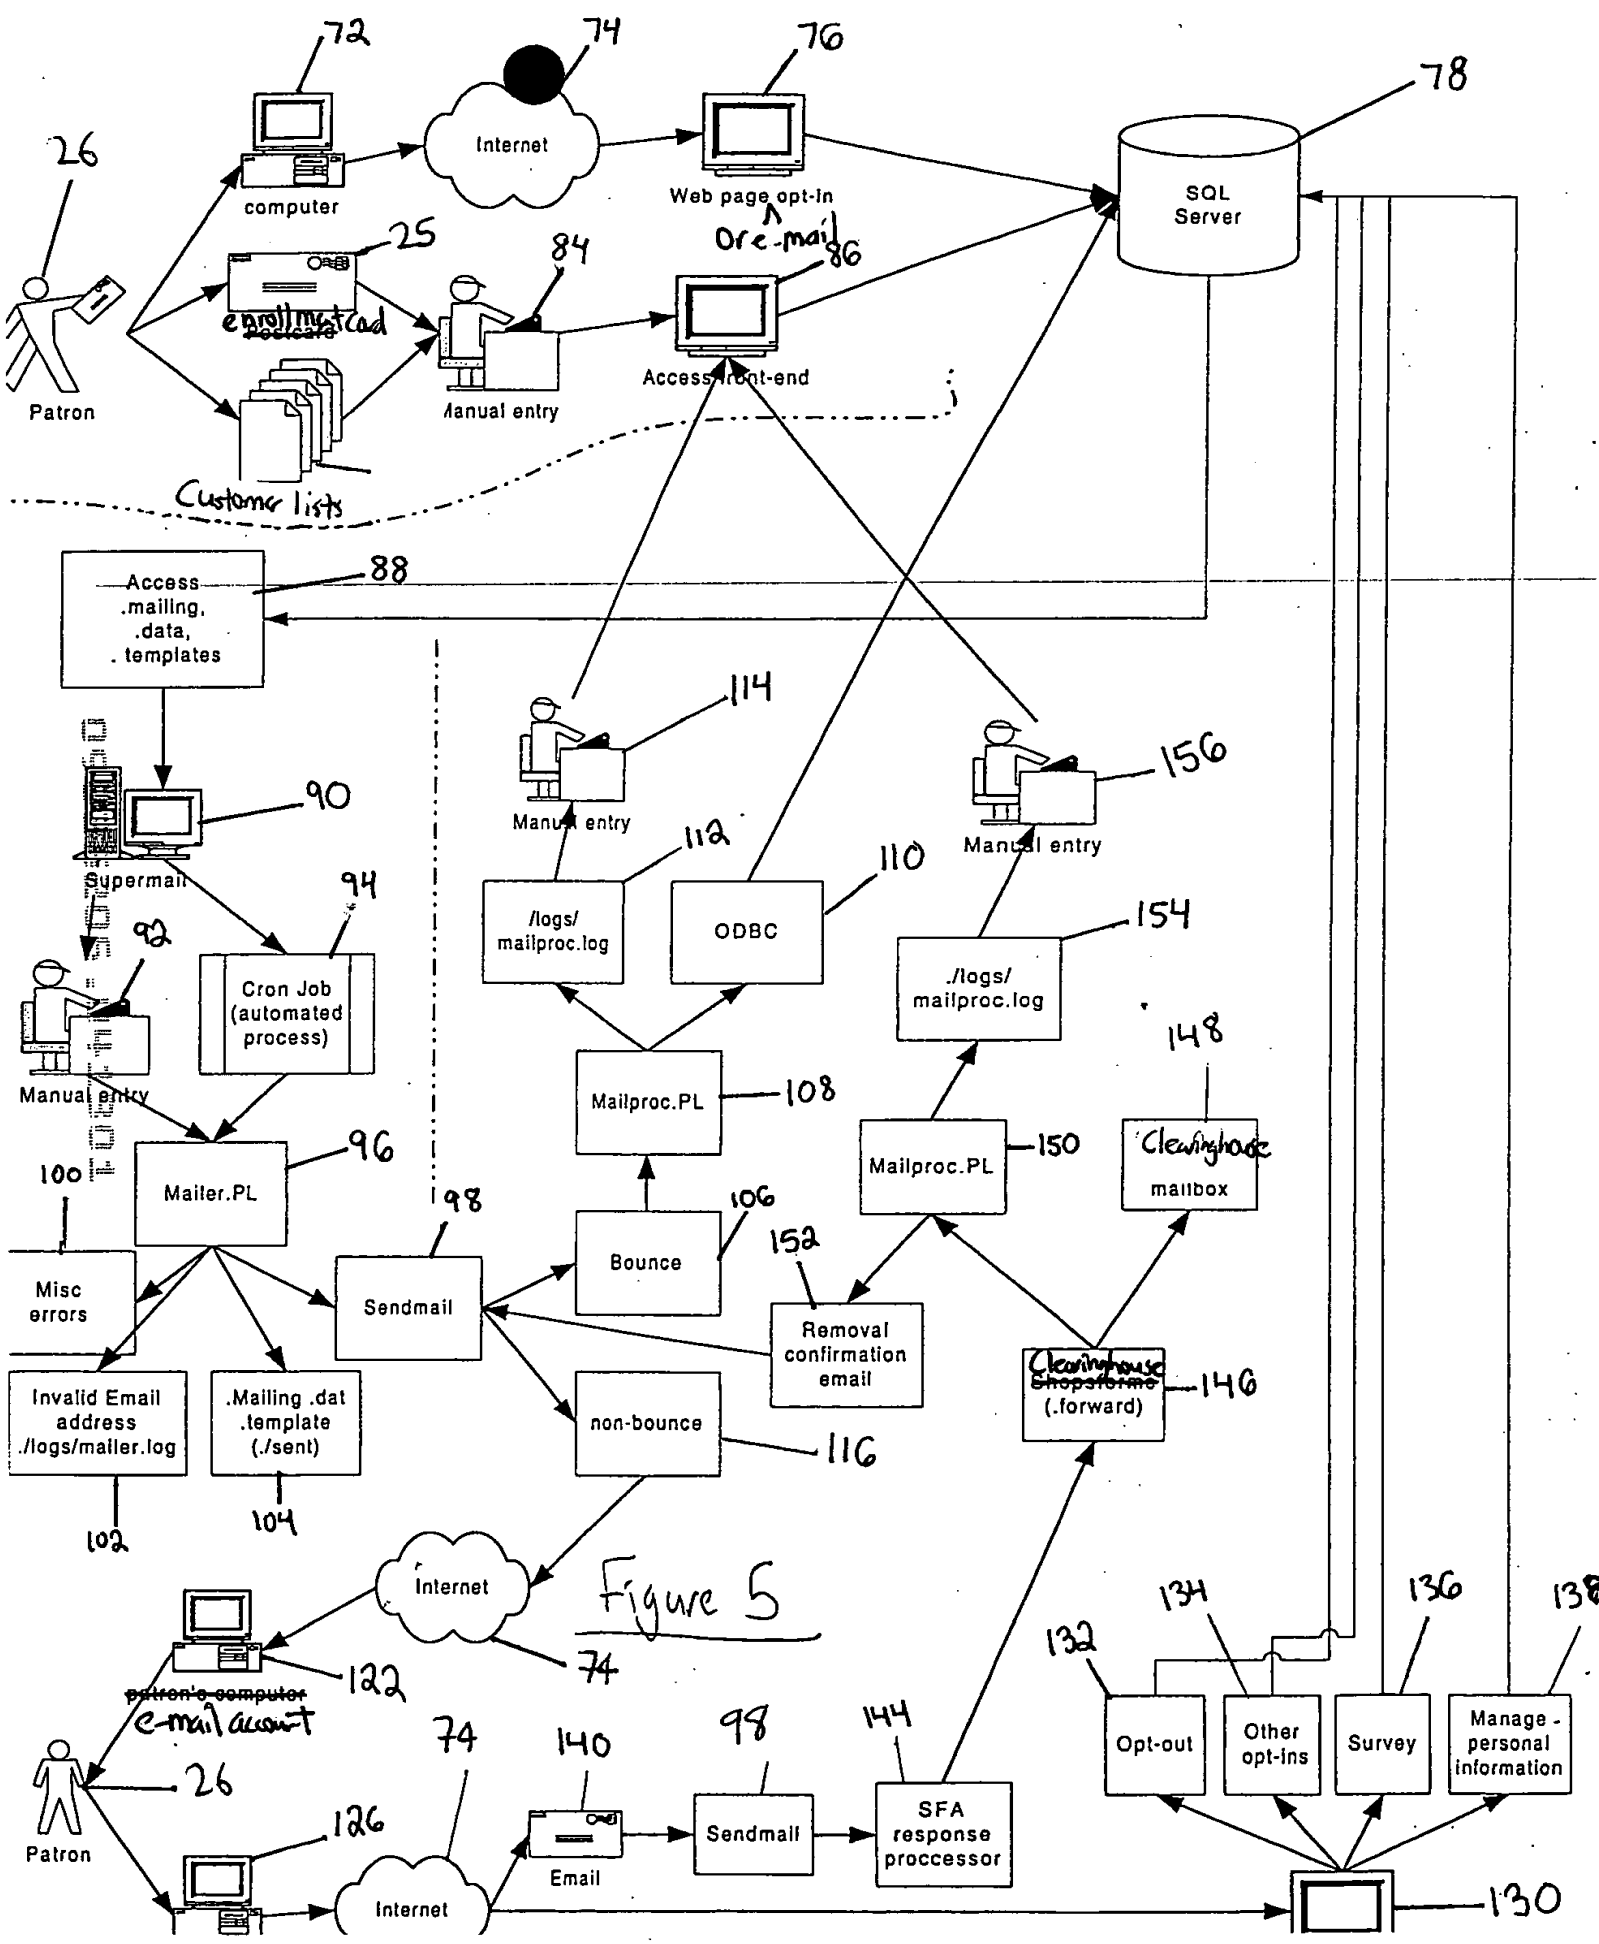 72
74
76
78
26
Internet
SQL
Server
computer
Web page opt-in
^
Or e-mail
25
84
86
enrollment card
Postcard
Access front-end
Patron
Manual entry
Customer lists
88
Access
.mailing,
.data,
. templates
114
156
90
Manual entry
112
Manual entry
110
Supermail
94
92
154
/logs/
mailproc.log
ODBC
./logs/
mailproc.log
Cron Job
(automated
process)
148
Manual entry
Mailproc.PL
108
96
Mailproc.PL
150
Clearinghouse
mailbox
100
Mailer.PL
98
106
152
Bounce
Misc
errors
Sendmail
Removal
confirmation
email
Clearinghouse
Shopsforme
(.forward)
146
Invalid Email
address
./logs/mailer.log
.Mailing .dat
.template
(./sent)
non-bounce
116
102
104
Internet
Figure 5
134
136
138
132
74
122
patron's computer
e-mail account
74
140
98
144
Opt-out
Other
opt-ins
Survey
Manage -
personal
information
26
Patron
126
Email
Sendmail
SFA
response
proccessor
Internet
130